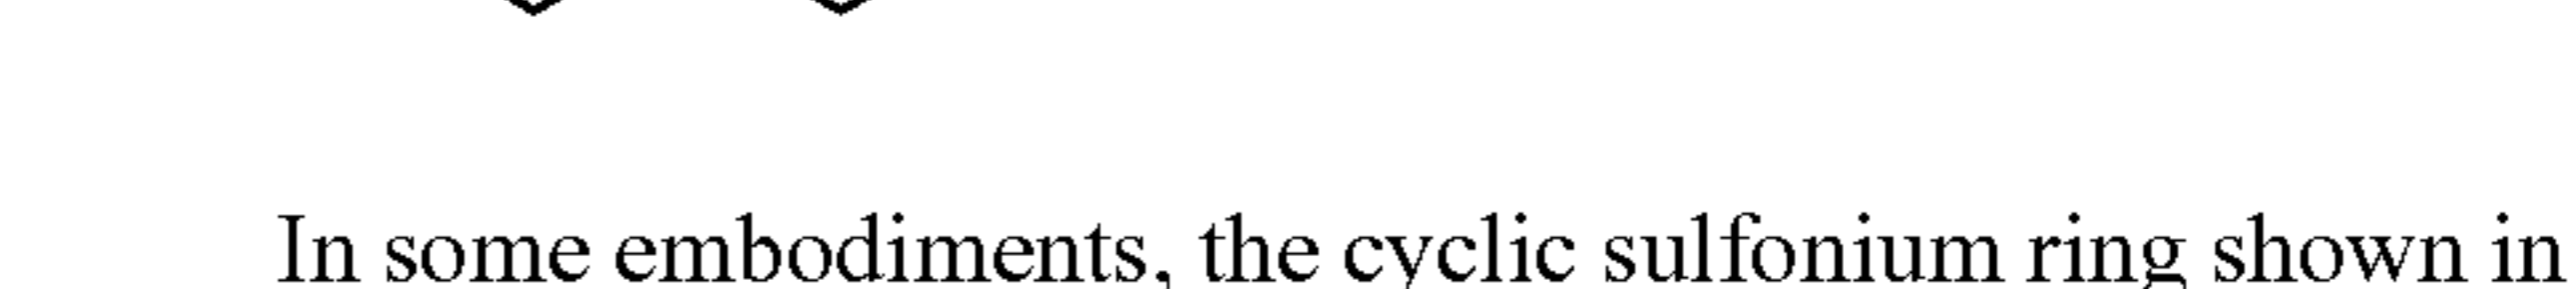 In some embodiments, the cyclic sulfonium ring shown in